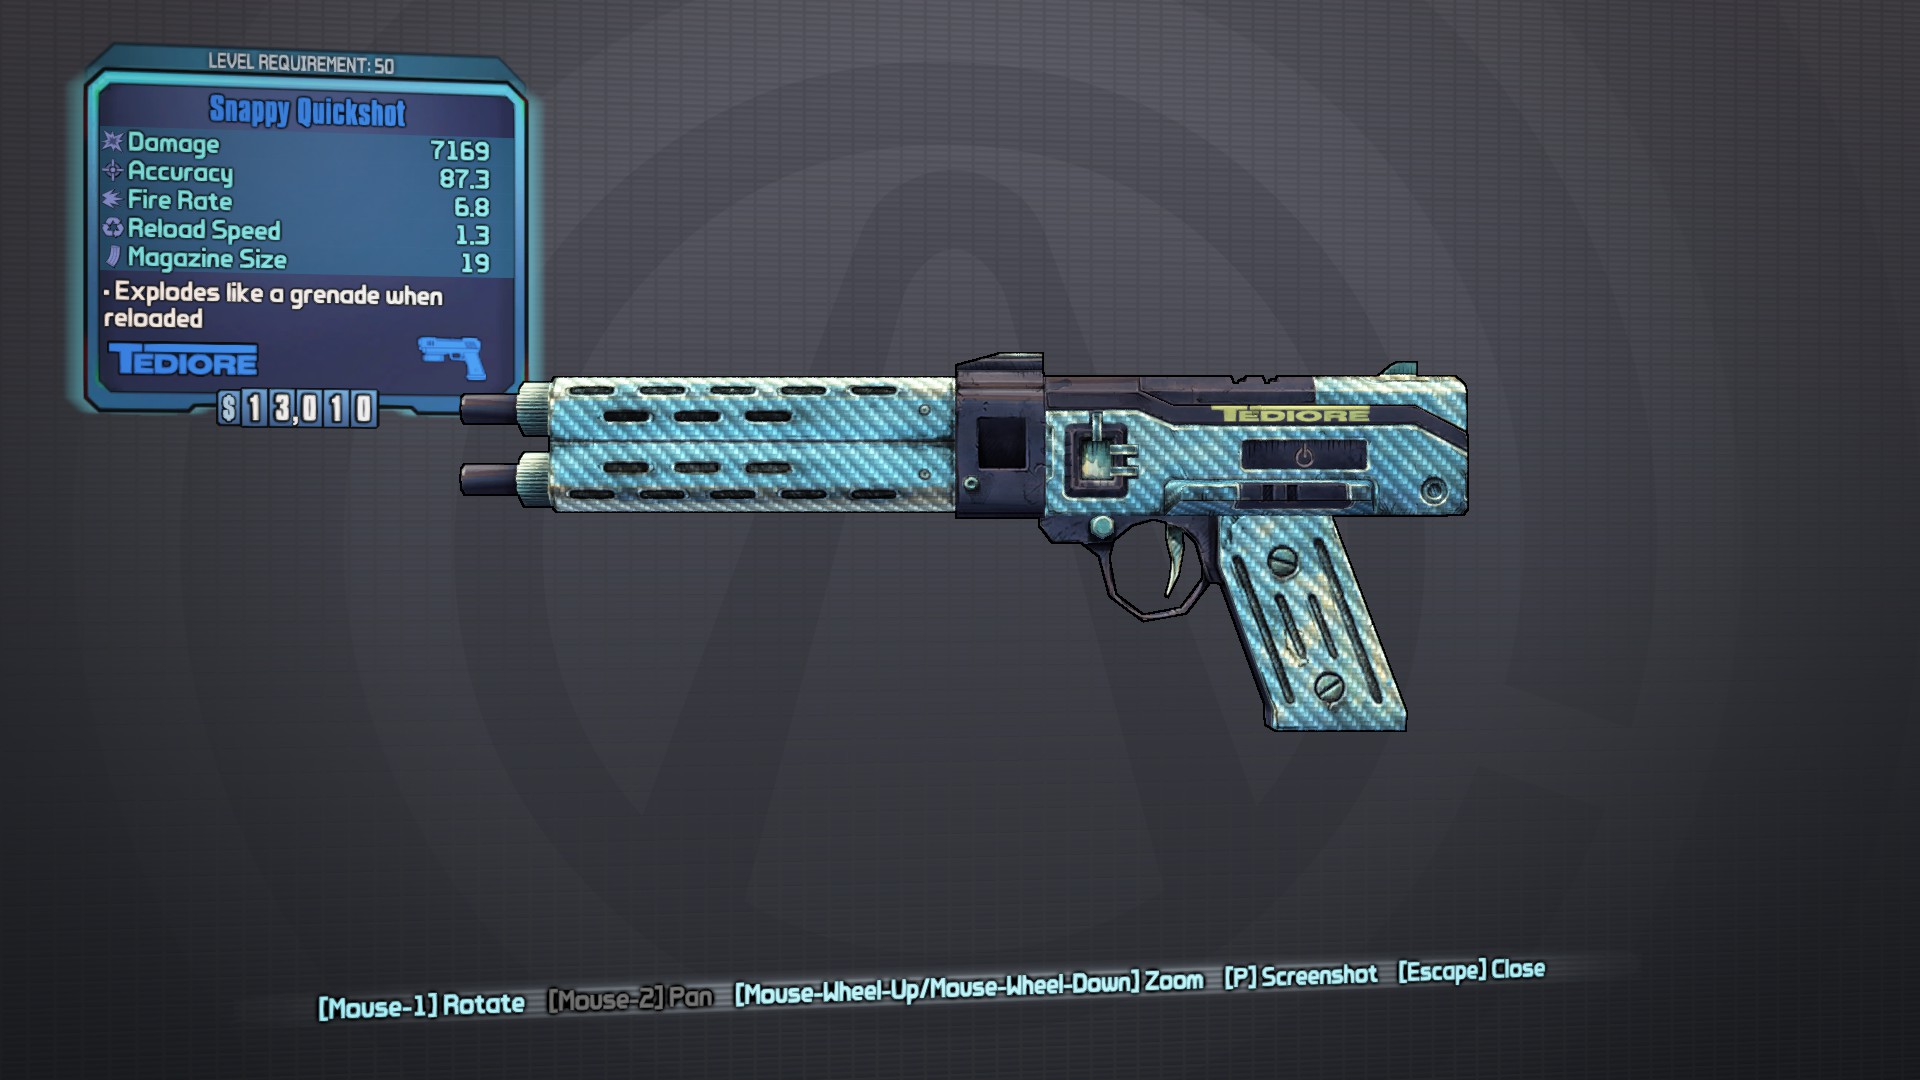 LEVEL REQUIREMENT: 50
Snappy Quickshot
Damage 7169
Accuracy 87.3
Fire Rate 6.8
Reload Speed 1.3
Magazine Size 19
• Explodes like a grenade when
reloaded
TEDIORE
$13,010
TEDIORE
[Mouse-1] Rotate [Mouse-2] Pan [Mouse-Wheel-Up/Mouse-Wheel-Down] Zoom [P] Screenshot [Escape] Close